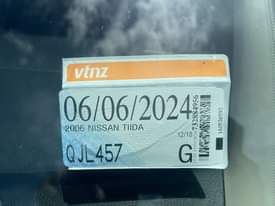 vtnz
06/06/2024
2006 NISSAN TIIDA
12/10
QJL457 G